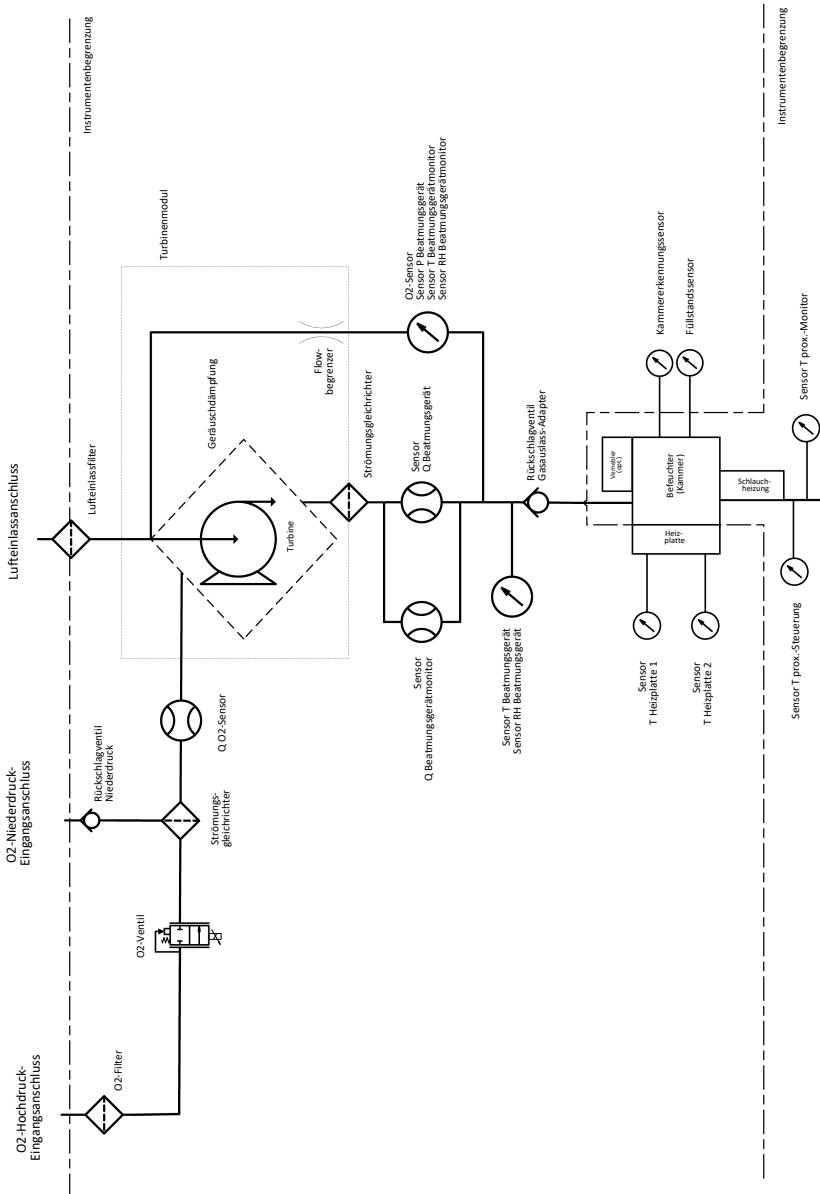 Instrumentenbegrenzung
O2-Hochdruck-
Eingangsanschluss
O2-Filter
O2-Ventil
O2-Niederdruck-
Eingangsanschluss
Rückschlagventil
Niederdruck
Strömungs-
gleichrichter
Q O2-Sensor
Lufteinlassanschluss
Lufteinlassfilter
Turbinenmodul
Geräuschdämpfung
Turbine
Flow-
begrenzer
Strömungsgleichrichter
O2-Sensor
Sensor P Beatmungsgerät
Sensor T Beatmungsgerätmonitor
Sensor RH Beatmungsgerätmonitor
Sensor
Q Beatmungsgerät
Sensor
Q Beatmungsgerätmonitor
Sensor T Beatmungsgerät
Sensor RH Beatmungsgerät
Rückschlagventil
Gasauslass-Adapter
Vernebler
(opt.)
Befeuchter
(Kammer)
Heiz-
platte
Schlauch-
heizung
Kammererkennungssensor
Füllstandssensor
Sensor
T Heizplatte 1
Sensor
T Heizplatte 2
Sensor T prox.-Monitor
Sensor T prox.-Steuerung
Instrumentenbegrenzung